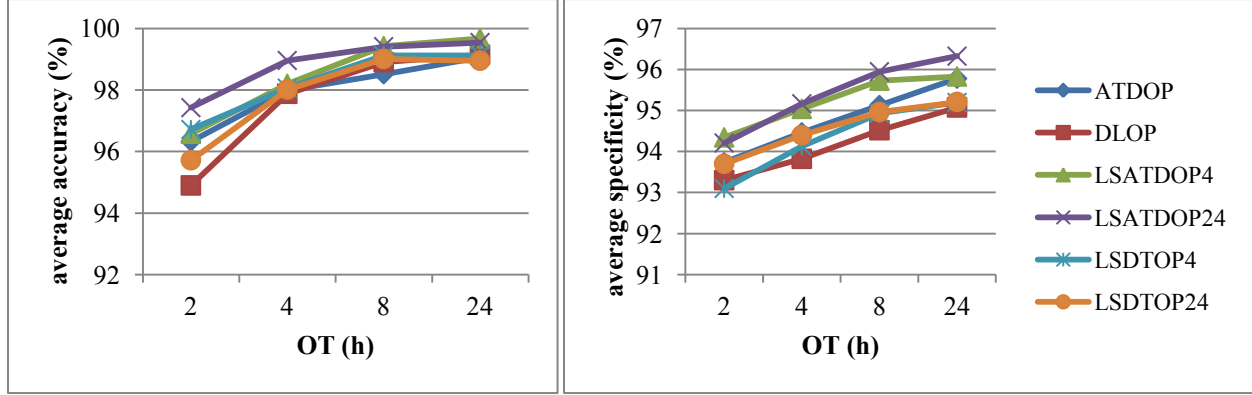 average accuracy (%)
100
98
96
94
92
2 4 8 24
OT (h)
average specificity (%)
97
96
95
94
93
92
91
2 4 8 24
OT (h)
ATDOP
DLOP
LSATDOP4
LSATDOP24
LSDTOP4
LSDTOP24